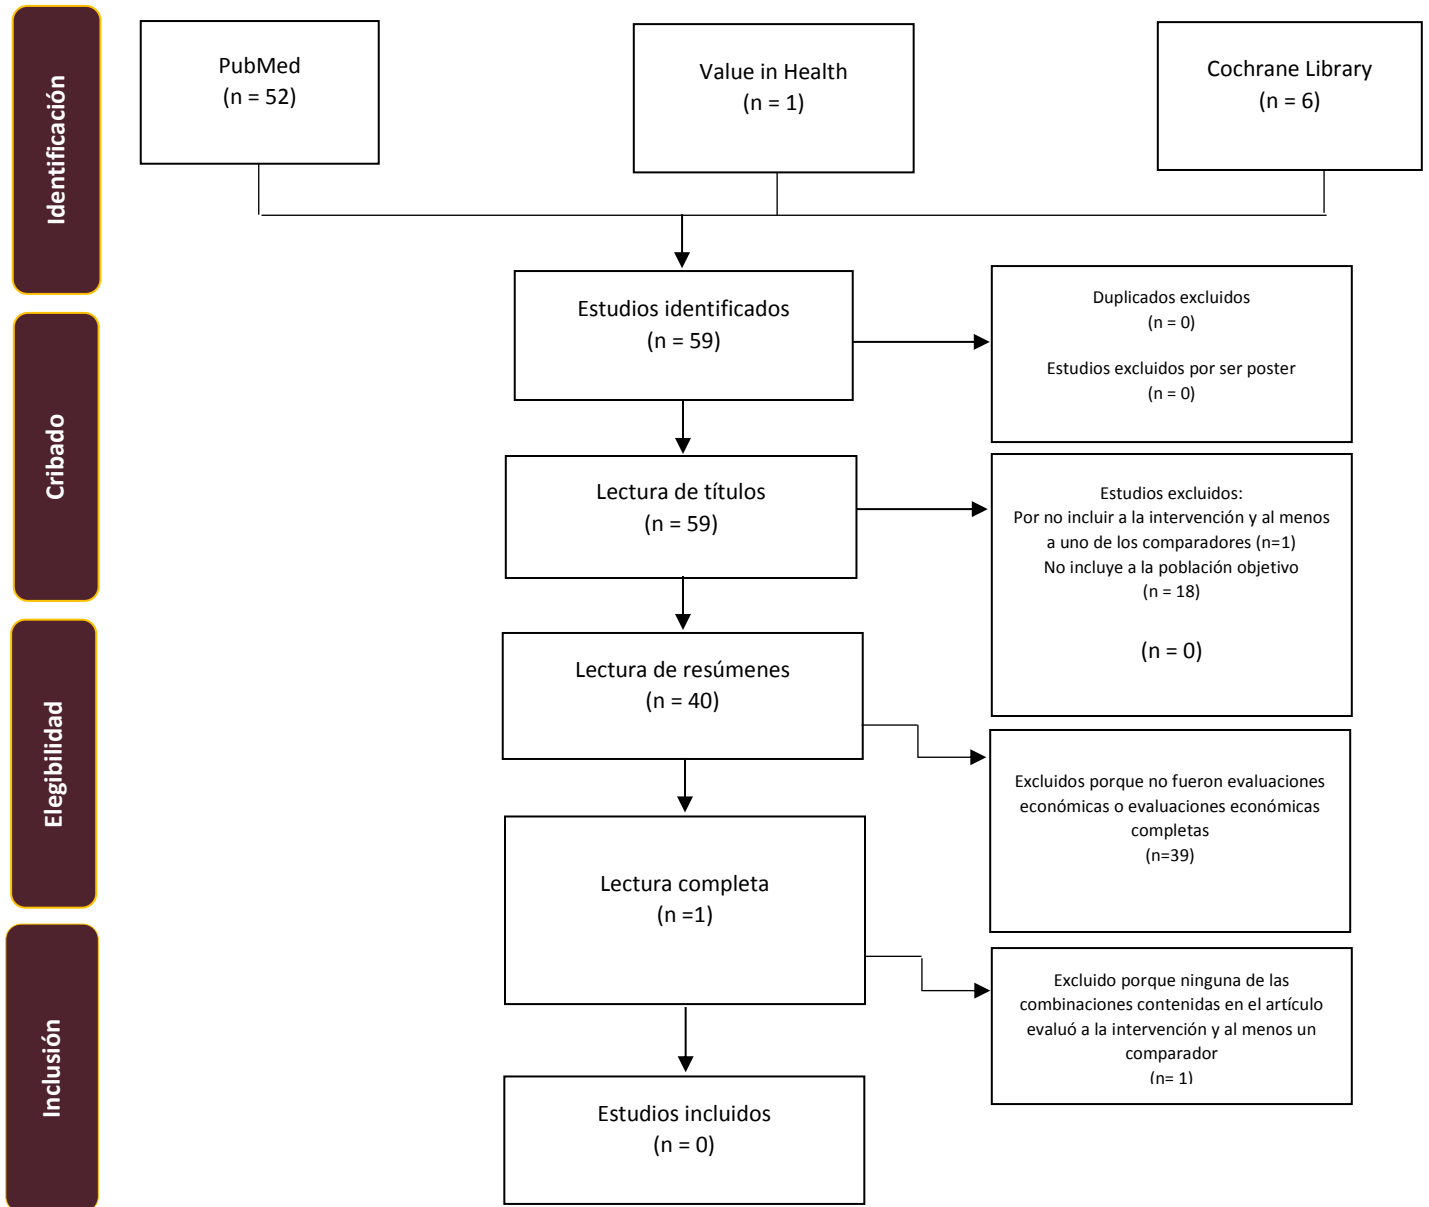 Identificación
PubMed
(n = 52)
Value in Health
(n = 1)
Cochrane Library
(n = 6)
Estudios identificados
(n = 59)
Duplicados excluidos
(n = 0)
Estudios excluidos por ser poster
(n = 0)
Cribado
Lectura de títulos
(n = 59)
Estudios excluidos:
Por no incluir a la intervención y al menos
a uno de los comparadores (n=1)
No incluye a la población objetivo
(n = 18)
(n = 0)
Elegibilidad
Lectura de resúmenes
(n = 40)
Excluidos porque no fueron evaluaciones
económicas o evaluaciones económicas
completas
(n=39)
Lectura completa
(n =1)
Inclusión
Excluido porque ninguna de las
combinaciones contenidas en el artículo
evaluó a la intervención y al menos un
comparador
(n= 1)
Estudios incluidos
(n = 0)